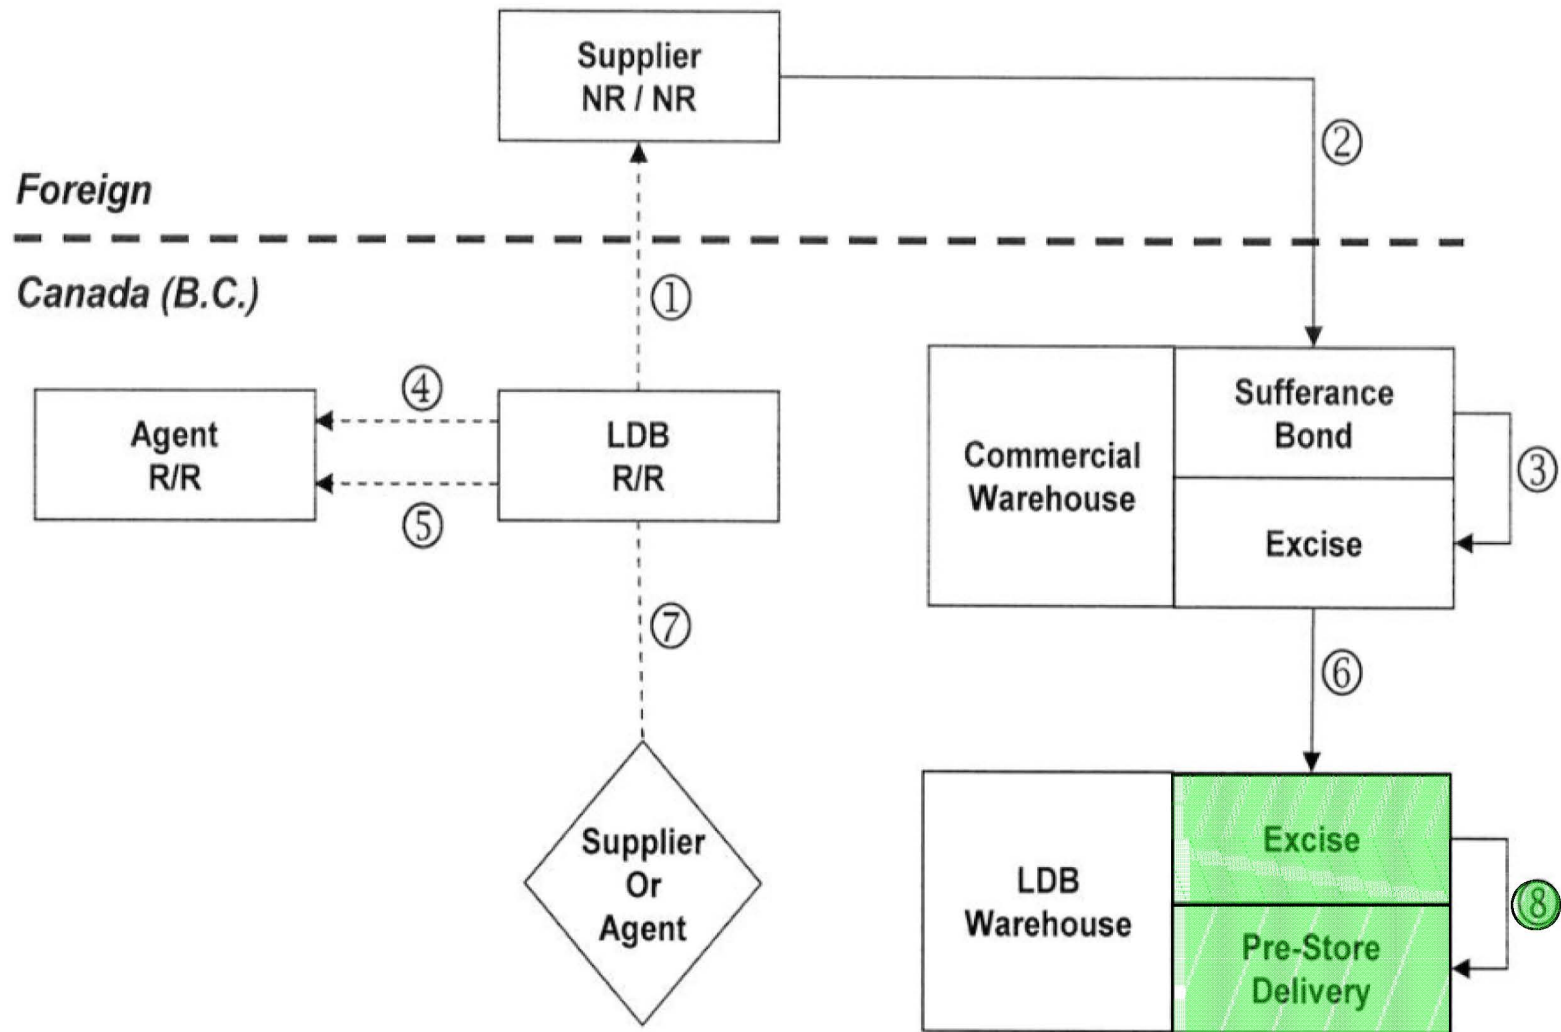 Supplier
NR / NR
②
Foreign
Canada (B.C.)
①
④
Agent
R/R
LDB
R/R
⑤
Commercial
Warehouse
Sufferance
Bond
③
Excise
⑦
⑥
Supplier
Or
Agent
LDB
Warehouse
Excise
⑧
Pre-Store
Delivery